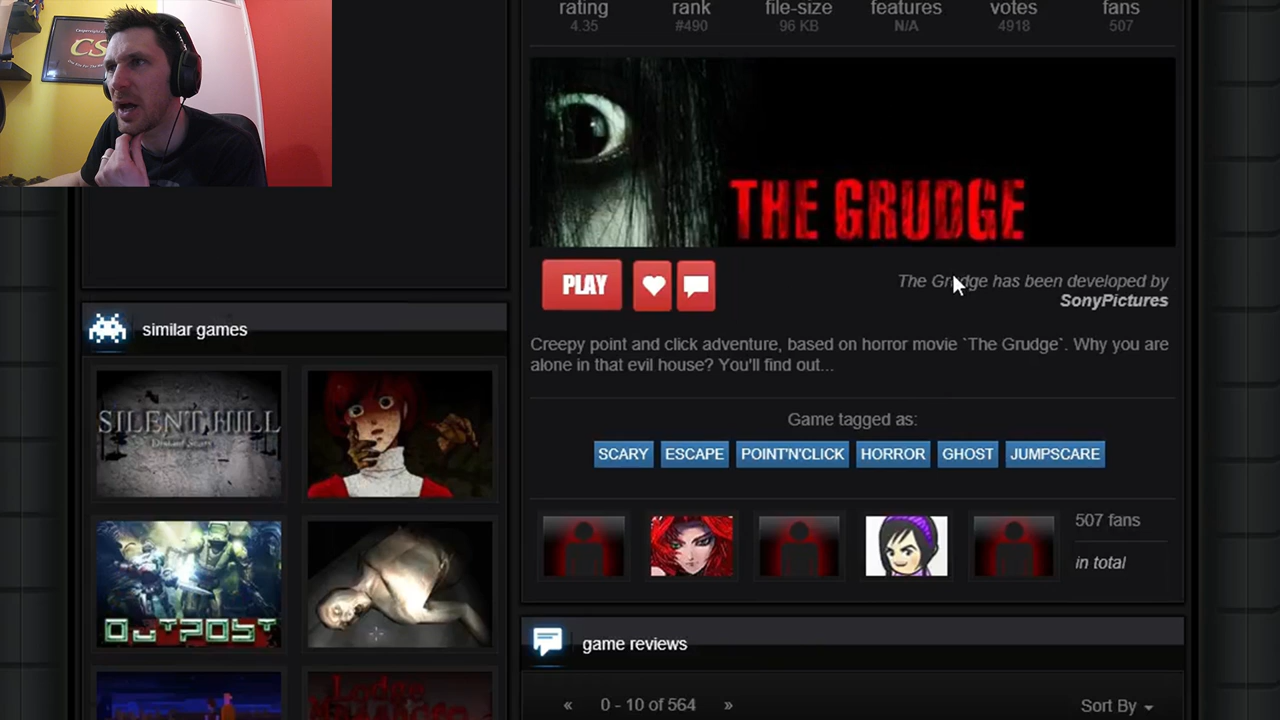 rating rank file-size features votes fans
4.35 #490 96 KB N/A 4918 507
CS
THE GRUDGE
PLAY
The Grudge has been developed by
SonyPictures
Creepy point and click adventure, based on horror movie `The Grudge`. Why you are
alone in that evil house? You'll find out...
Game tagged as:
SCARY ESCAPE POINT'N'CLICK HORROR GHOST JUMPSCARE
507 fans
in total
similar games
SILENT HILL
OUTPOST
game reviews
« 0 - 10 of 564 »
Sort By